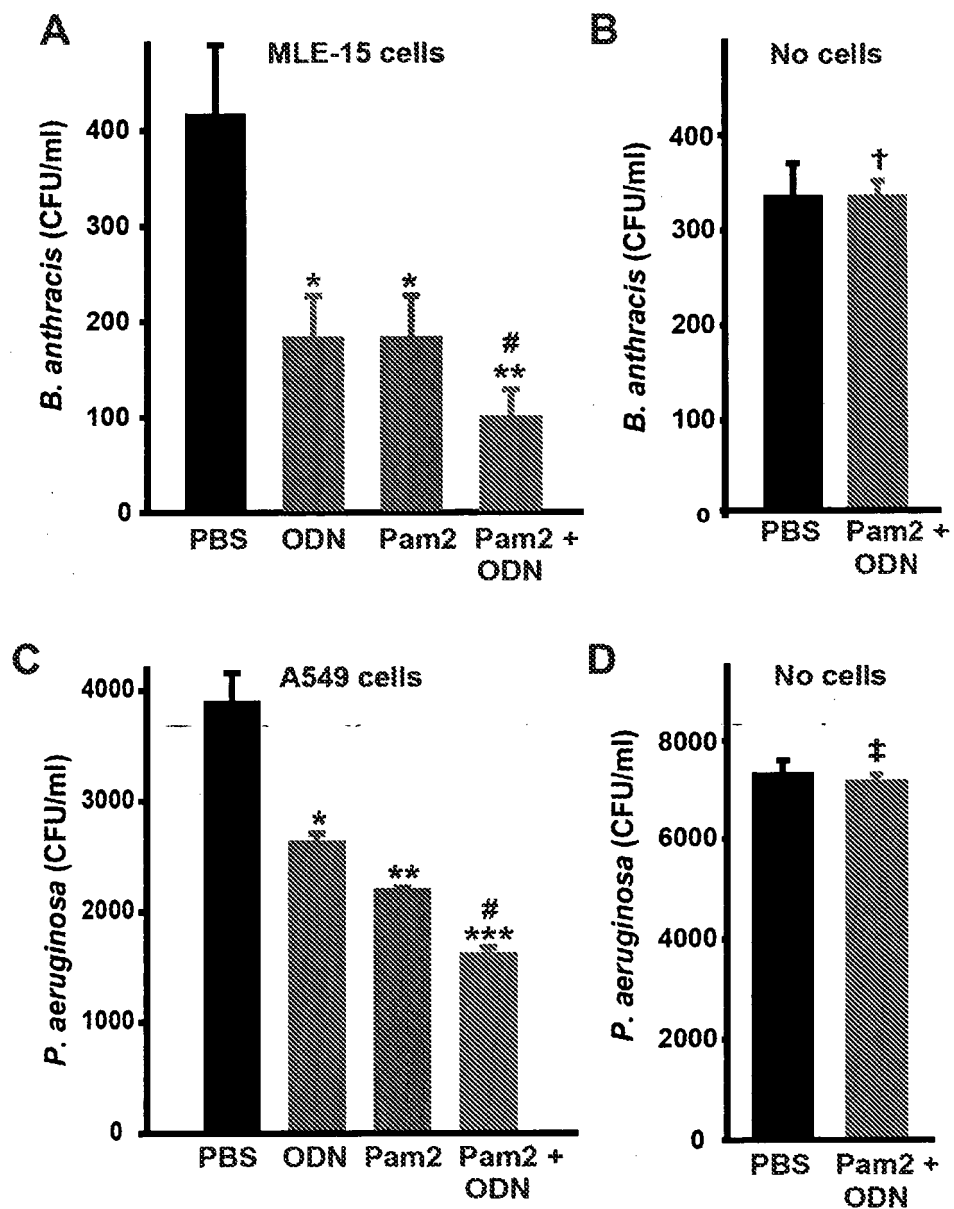 A
MLE-15 cells
B. anthracis (CFU/ml)
400
300
200
100
0
*
*
#
**
PBS
ODN
Pam2
Pam2 +
ODN
B
No cells
B. anthracis (CFU/ml)
400
300
200
100
0
†
PBS
Pam2 +
ODN
C
A549 cells
P. aeruginosa (CFU/ml)
4000
3000
2000
1000
0
*
**
#
***
PBS
ODN
Pam2
Pam2 +
ODN
D
No cells
P. aeruginosa (CFU/ml)
8000
6000
4000
2000
0
‡
PBS
Pam2 +
ODN